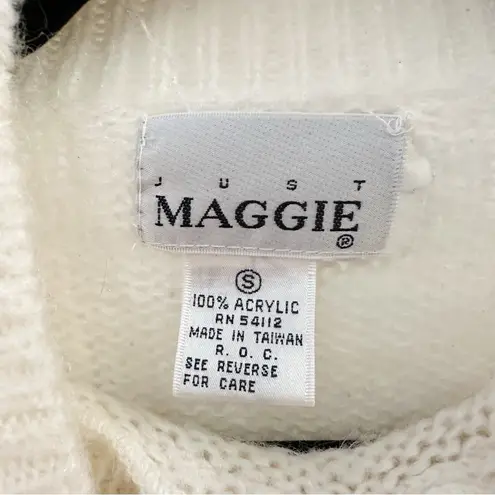 JUST
MAGGIE
®
S
100% ACRYLIC
RN 54112
MADE IN TAIWAN
R. O. C.
SEE REVERSE
FOR CARE